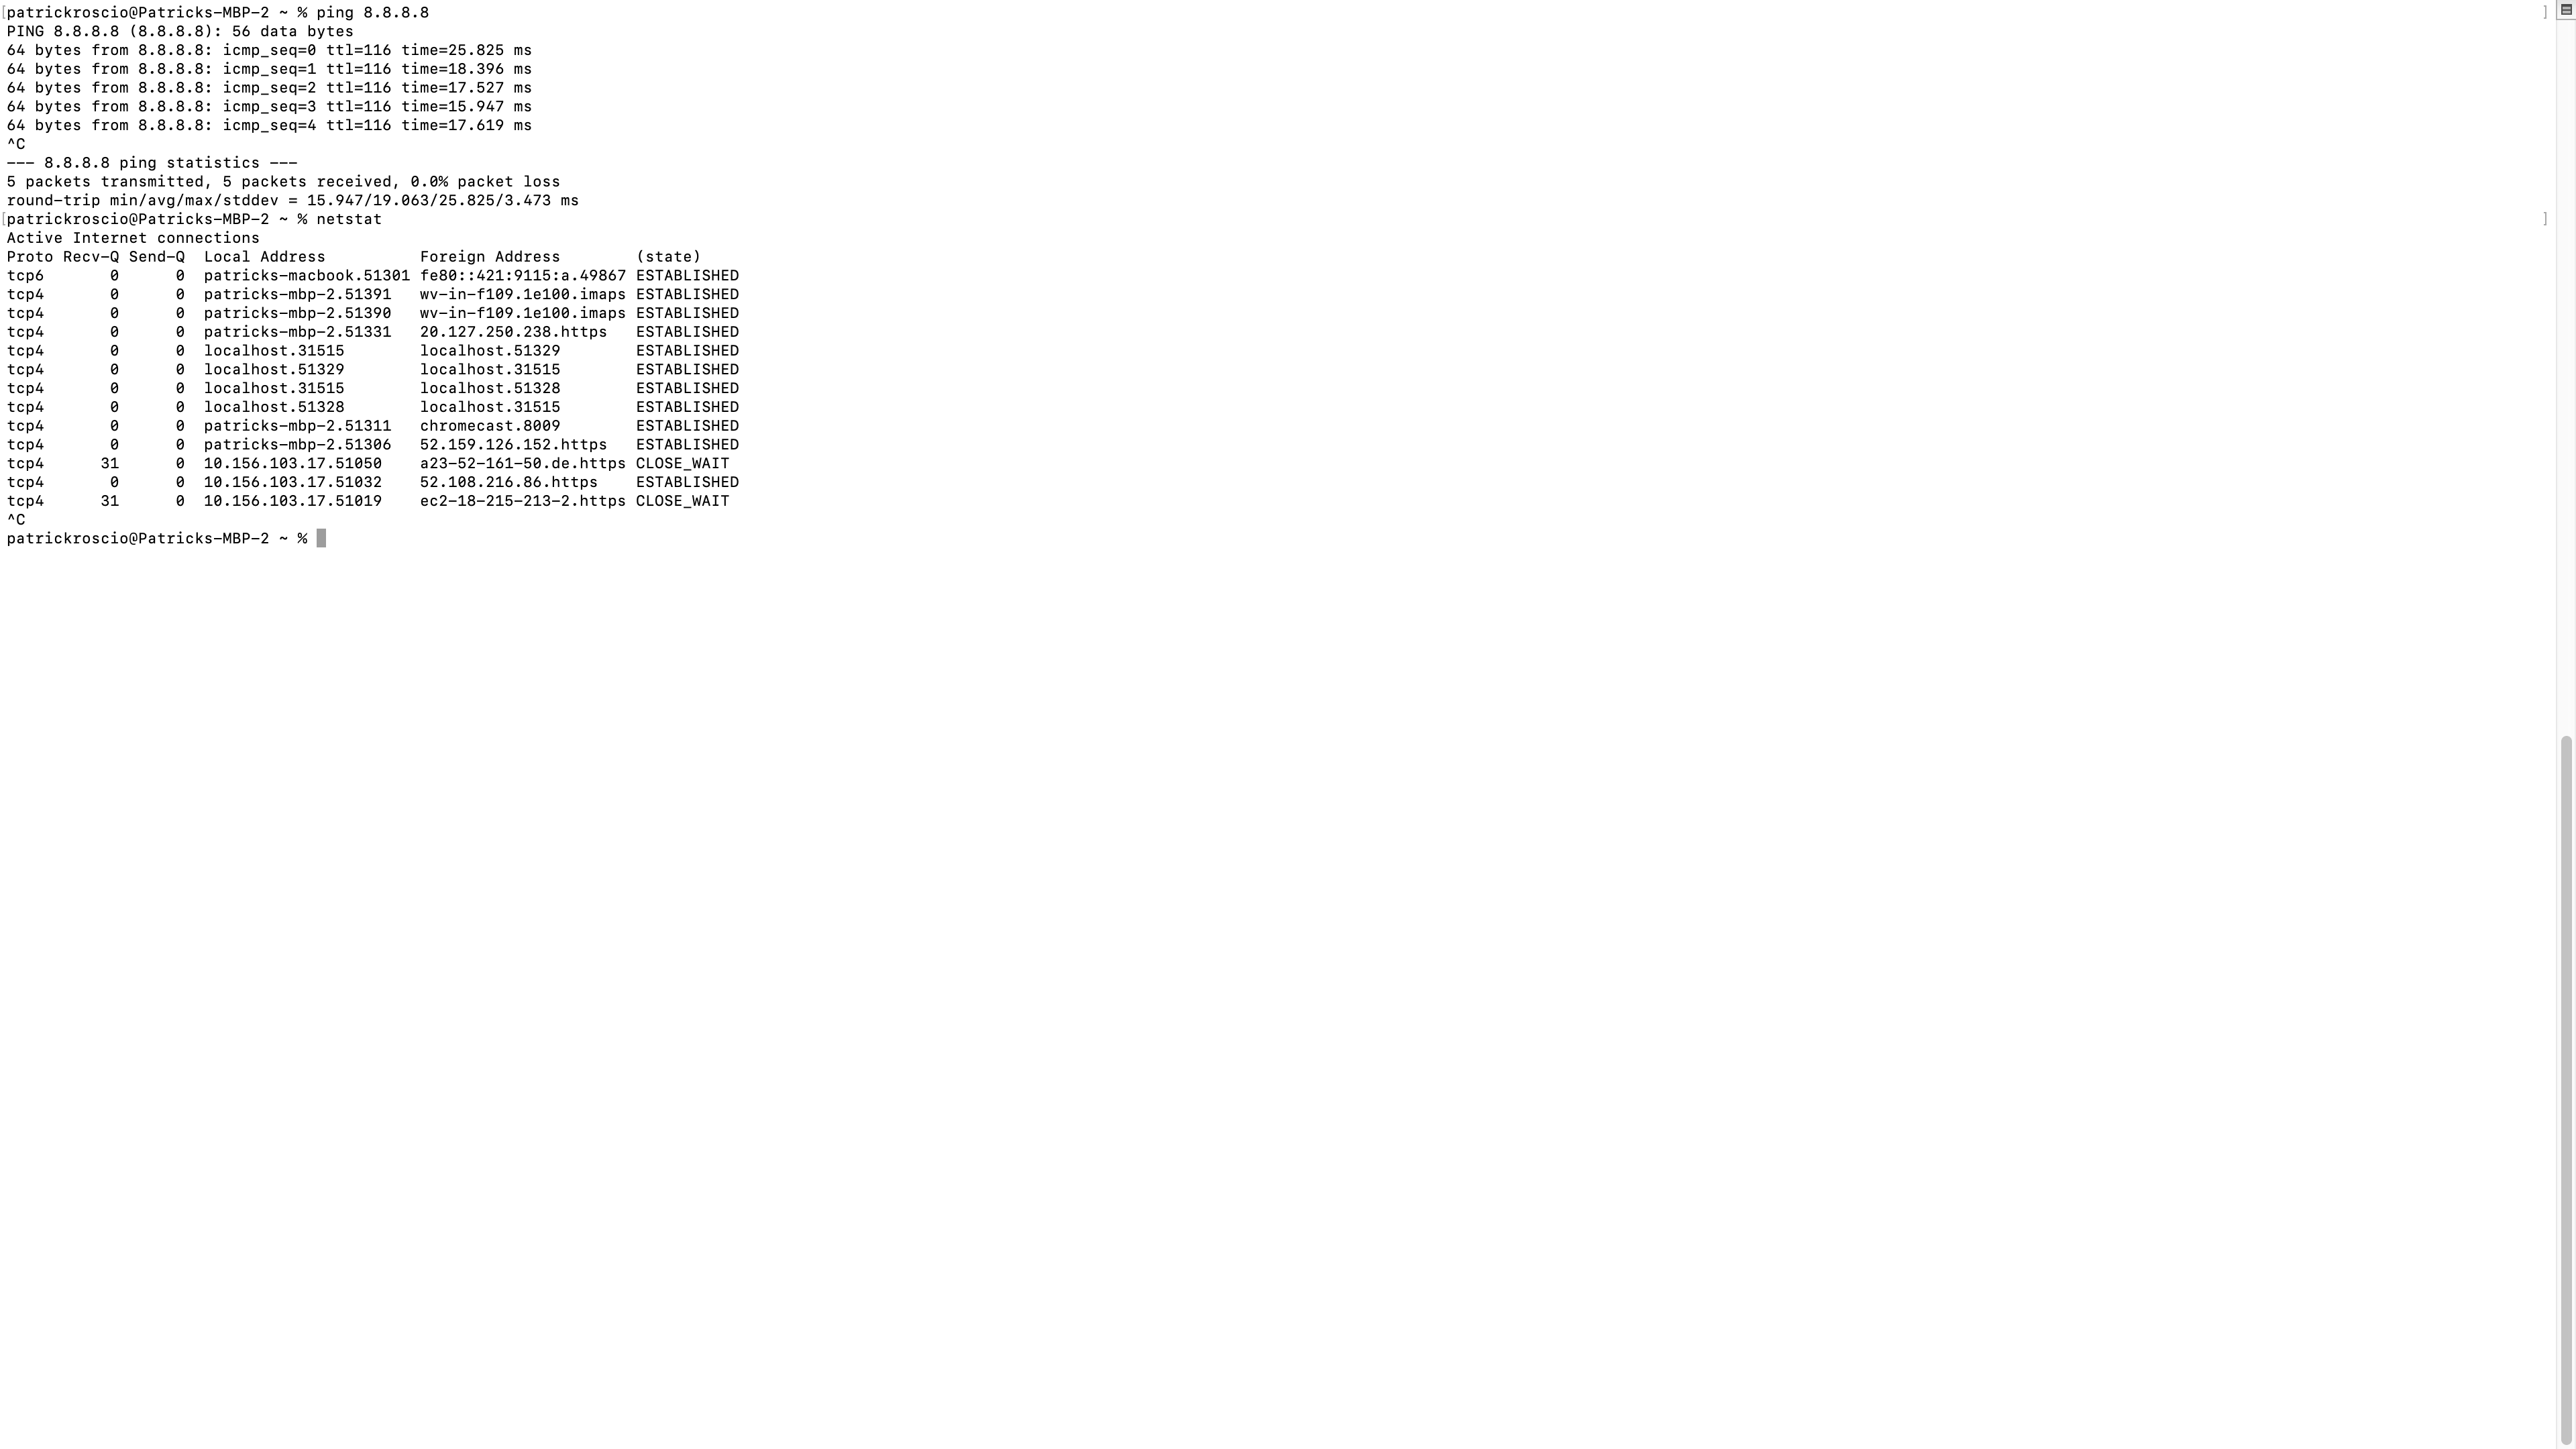 [patrickroscio@Patricks-MBP-2 ~ % ping 8.8.8.8 ]
PING 8.8.8.8 (8.8.8.8): 56 data bytes
64 bytes from 8.8.8.8: icmp_seq=0 ttl=116 time=25.825 ms
64 bytes from 8.8.8.8: icmp_seq=1 ttl=116 time=18.396 ms
64 bytes from 8.8.8.8: icmp_seq=2 ttl=116 time=17.527 ms
64 bytes from 8.8.8.8: icmp_seq=3 ttl=116 time=15.947 ms
64 bytes from 8.8.8.8: icmp_seq=4 ttl=116 time=17.619 ms
^C
--- 8.8.8.8 ping statistics ---
5 packets transmitted, 5 packets received, 0.0% packet loss
round-trip min/avg/max/stddev = 15.947/19.063/25.825/3.473 ms
[patrickroscio@Patricks-MBP-2 ~ % netstat ]
Active Internet connections
Proto Recv-Q Send-Q  Local Address          Foreign Address        (state)
tcp6       0      0  patricks-macbook.51301 fe80::421:9115:a.49867 ESTABLISHED
tcp4       0      0  patricks-mbp-2.51391   wv-in-f109.1e100.imaps ESTABLISHED
tcp4       0      0  patricks-mbp-2.51390   wv-in-f109.1e100.imaps ESTABLISHED
tcp4       0      0  patricks-mbp-2.51331   20.127.250.238.https   ESTABLISHED
tcp4       0      0  localhost.31515        localhost.51329        ESTABLISHED
tcp4       0      0  localhost.51329        localhost.31515        ESTABLISHED
tcp4       0      0  localhost.31515        localhost.51328        ESTABLISHED
tcp4       0      0  localhost.51328        localhost.31515        ESTABLISHED
tcp4       0      0  patricks-mbp-2.51311   chromecast.8009        ESTABLISHED
tcp4       0      0  patricks-mbp-2.51306   52.159.126.152.https   ESTABLISHED
tcp4      31      0  10.156.103.17.51050    a23-52-161-50.de.https CLOSE_WAIT
tcp4       0      0  10.156.103.17.51032    52.108.216.86.https    ESTABLISHED
tcp4      31      0  10.156.103.17.51019    ec2-18-215-213-2.https CLOSE_WAIT
^C
patrickroscio@Patricks-MBP-2 ~ %